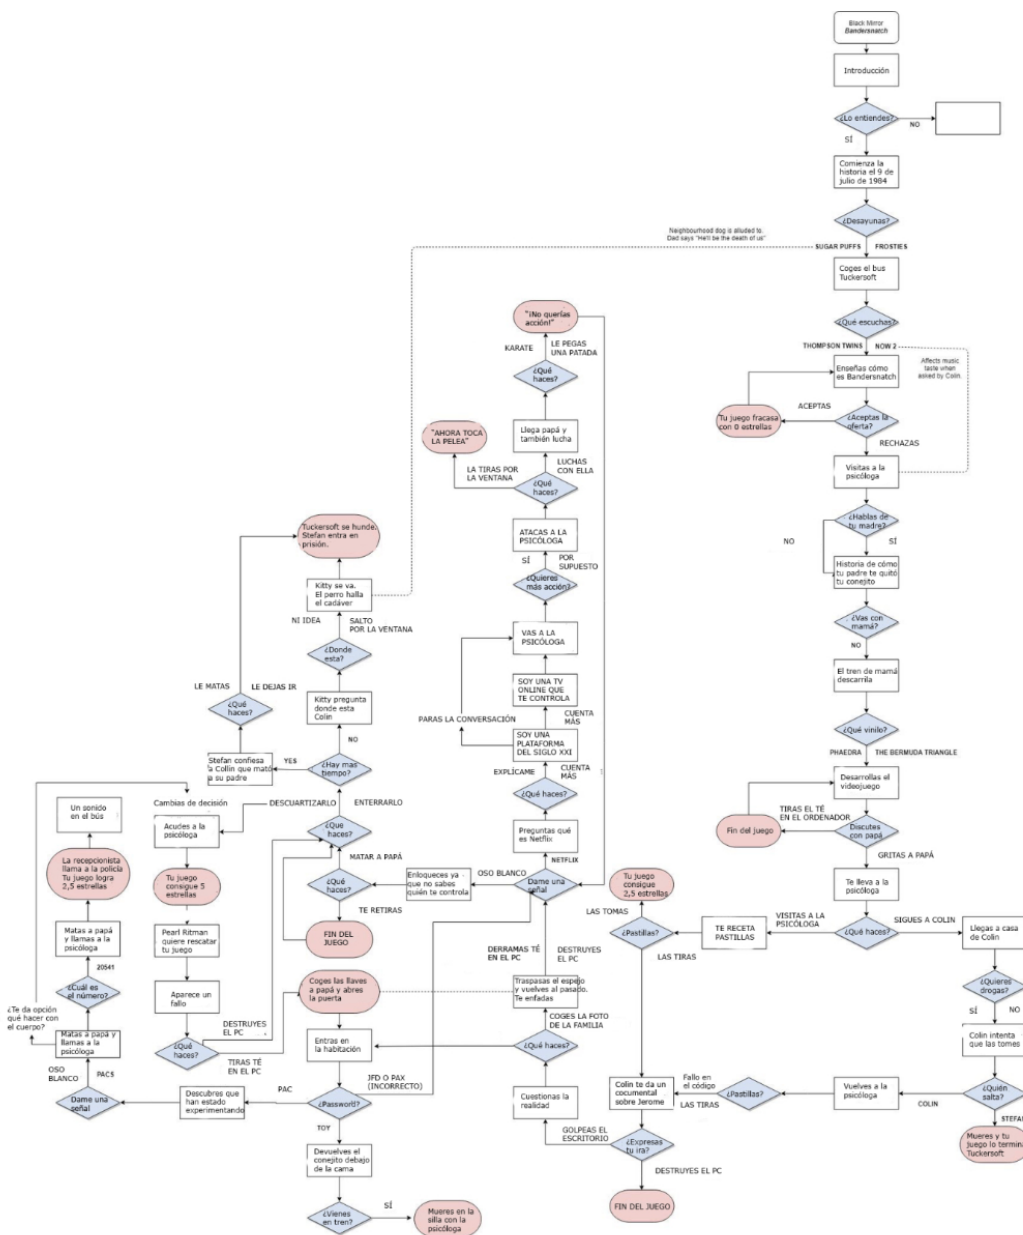 Black Mirror
Bandersnatch
Introducción
¿Lo entiendes?
NO
SÍ
Comienza la
historia el 9 de
julio de 1984
¿Desayunas?
Neighbourhood dog is alluded to.
Dad says "He'll be the death of us"
SUGAR PUFFS
FROSTIES
Coges el bus
Tuckersoft
¿Qué escuchas?
THOMPSON TWINS
NOW 2
Affects music
taste when
asked by Colin.
Enseñas cómo
es Bandersnatch
ACEPTAS
Tu juego fracasa
con 0 estrellas
¿Aceptas la
oferta?
RECHAZAS
Visitas a la
psicóloga
¿Hablas de
tu madre?
NO
SÍ
Historia de cómo
tu padre te quitó
tu conejito
¿Vas con
mamá?
NO
El tren de mamá
descarrila
¿Qué vinilo?
PHAEDRA
THE BERMUDA TRIANGLE
Desarrollas el
videojuego
TIRAS EL TÉ
EN EL ORDENADOR
Fin del juego
Discutes
con papá
GRITAS A PAPÁ
Te lleva a la
psicóloga
VISITAS A LA
PSICÓLOGA
SIGUES A COLIN
¿Qué haces?
TE RECETA
PASTILLAS
Llegas a casa
de Colin
¿Quieres
drogas?
SÍ
NO
Colin intenta
que las tomes
¿Quién
salta?
COLIN
STEFAN
Mueres y tu
juego lo termina
Tuckersoft
Vuelves a la
psicóloga
¿Pastillas?
Fallo en
el código
LAS TIRAS
Tu juego
consigue
2,5 estrellas
LAS TOMAS
¿Pastillas?
LAS TIRAS
Colin te da un
documental
sobre Jerome
¿Expresas
tu ira?
GOLPEAS EL
ESCRITORIO
DESTRUYES EL PC
FIN DEL JUEGO
Cuestionas la
realidad
¿Qué haces?
COGES LA FOTO
DE LA FAMILIA
Traspasas el espejo
y vuelves al pasado.
Te enfadas
DERRAMAS TÉ
EN EL PC
DESTRUYES
EL PC
Dame una
señal
OSO BLANCO
NETFLIX
Preguntas qué
es Netflix
¿Qué haces?
EXPLÍCAME
CUENTA
MÁS
SOY UNA
PLATAFORMA
DEL SIGLO XXI
PARAS LA CONVERSACIÓN
CUENTA
MÁS
SOY UNA TV
ONLINE QUE
TE CONTROLA
VAS A LA
PSICÓLOGA
¿Quieres
más acción?
SÍ
POR
SUPUESTO
ATACAS A LA
PSICÓLOGA
¿Qué
haces?
LA TIRAS POR
LA VENTANA
LUCHAS
CON ELLA
"AHORA TOCA
LA PELEA"
Llega papá y
también lucha
¿Qué
haces?
KARATE
LE PEGAS
UNA PATADA
"¡No querías
acción!"
Enloqueces ya
que no sabes
quién te controla
¿Qué
haces?
MATAR A PAPÁ
TE RETIRAS
FIN DEL
JUEGO
¿Que
haces?
DESCUARTIZARLO
ENTERRARLO
¿Hay mas
tiempo?
YES
NO
Stefan confiesa
a Collin que mató
a su padre
¿Qué
haces?
LE MATAS
LE DEJAS IR
Kitty pregunta
donde esta
Colin
¿Donde
esta?
NI IDEA
SALTO
POR LA VENTANA
Kitty se va.
El perro halla
el cadáver
Tuckersoft se hunde.
Stefan entra en
prisión.
Cambias de decisión
Acudes a la
psicóloga
Tu juego
consigue 5
estrellas
Pearl Ritman
quiere rescatar
tu juego
Aparece un
fallo
¿Qué
haces?
DESTRUYES
EL PC
TIRAS TÉ
EN EL PC
Coges las llaves
a papá y abres
la puerta
Entras en
la habitación
JFD O PAX
(INCORRECTO)
¿Password?
PAC
TOY
Devuelves el
conejito debajo
de la cama
¿Vienes
en tren?
SÍ
Mueres en la
silla con la
psicóloga
Descubres que
han estado
experimentando
Dame una
señal
OSO
BLANCO
PACS
Matas a papá y
llamas a la
psicóloga
¿Te da opción
qué hacer con
el cuerpo?
¿Cuál es
el número?
20541
Matas a papá
y llamas a la
psicóloga
La recepcionista
llama a la policía
Tu juego logra
2,5 estrellas
Un sonido
en el bús